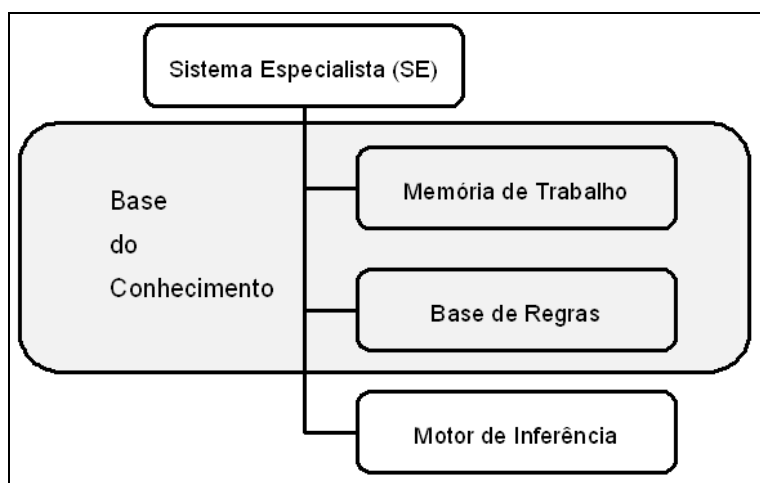 Sistema Especialista (SE)
Base
do
Conhecimento
Memória de Trabalho
Base de Regras
Motor de Inferência